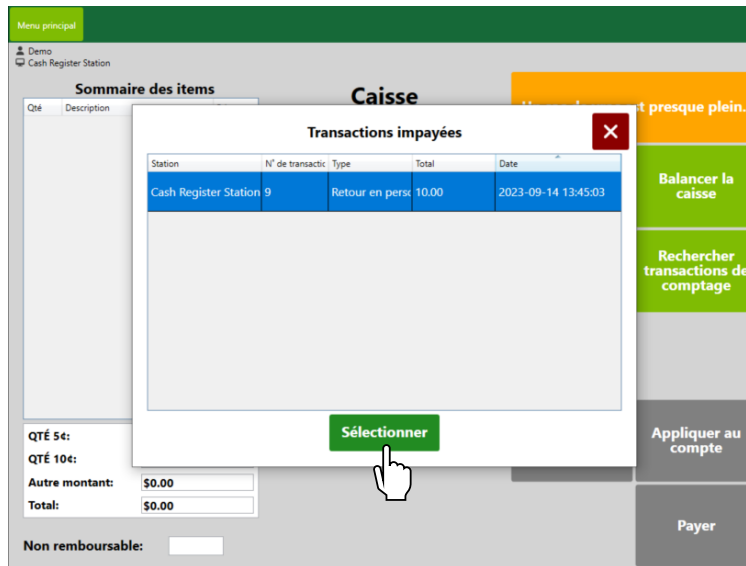 Menu principal
Demo
Cash Register Station
Sommaire des items
Qté Description
Caisse
st presque plein.
Transactions impayées
Station N° de transactic Type Total Date
Cash Register Station 9 Retour en perso 10.00 2023-09-14 13:45:03
Balancer la
caisse
Rechercher
transactions de
comptage
Sélectionner
QTÉ 5¢:
QTÉ 10¢:
Autre montant: $0.00
Total: $0.00
Non remboursable:
Appliquer au
compte
Payer